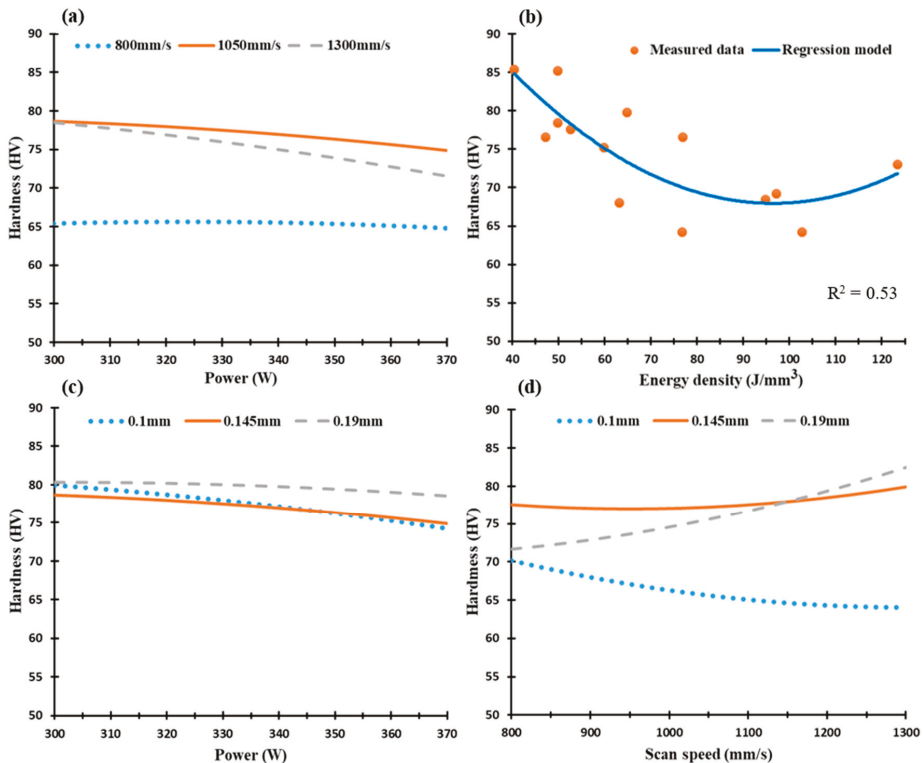 (a)
800mm/s 1050mm/s 1300mm/s
90
85
80
75
70
65
60
55
50
Hardness (HV)
300 310 320 330 340 350 360 370
Power (W)
(b)
Measured data Regression model
90
85
80
75
70
65
60
55
50
Hardness (HV)
R² = 0.53
40 50 60 70 80 90 100 110 120
Energy density (J/mm³)
(c)
0.1mm 0.145mm 0.19mm
90
85
80
75
70
65
60
55
50
Hardness (HV)
300 310 320 330 340 350 360 370
Power (W)
(d)
0.1mm 0.145mm 0.19mm
90
85
80
75
70
65
60
55
50
Hardmess (HV)
800 900 1000 1100 1200 1300
Scan speed (mm/s)